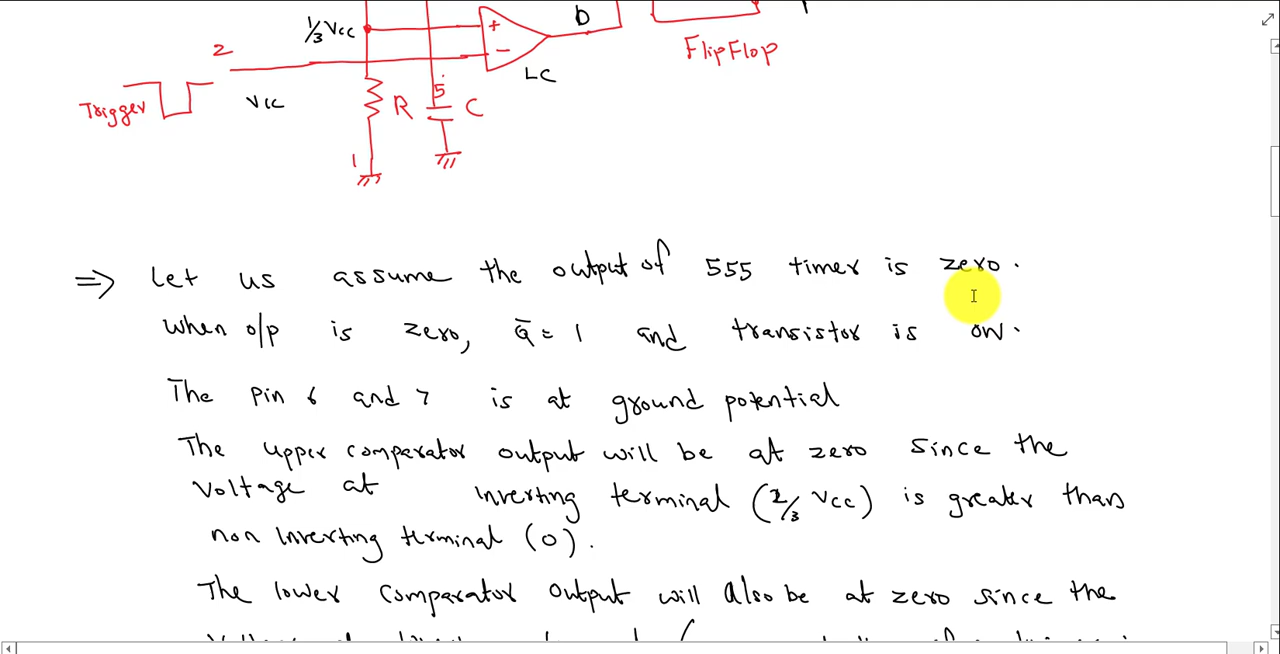 1/3 Vcc
+
-
b
LC
FlipFlop
2
Trigger
Vcc
R
5
C
1
=> Let us assume the output of 555 timer is zero.
When o/p is zero, Q̄ = 1 and transistor is on.
The pin 6 and 7 is at ground potential
The upper comparator output will be at zero since the
voltage at inverting terminal (2/3 Vcc) is greater than
non inverting terminal (0).
The lower comparator output will also be at zero since the